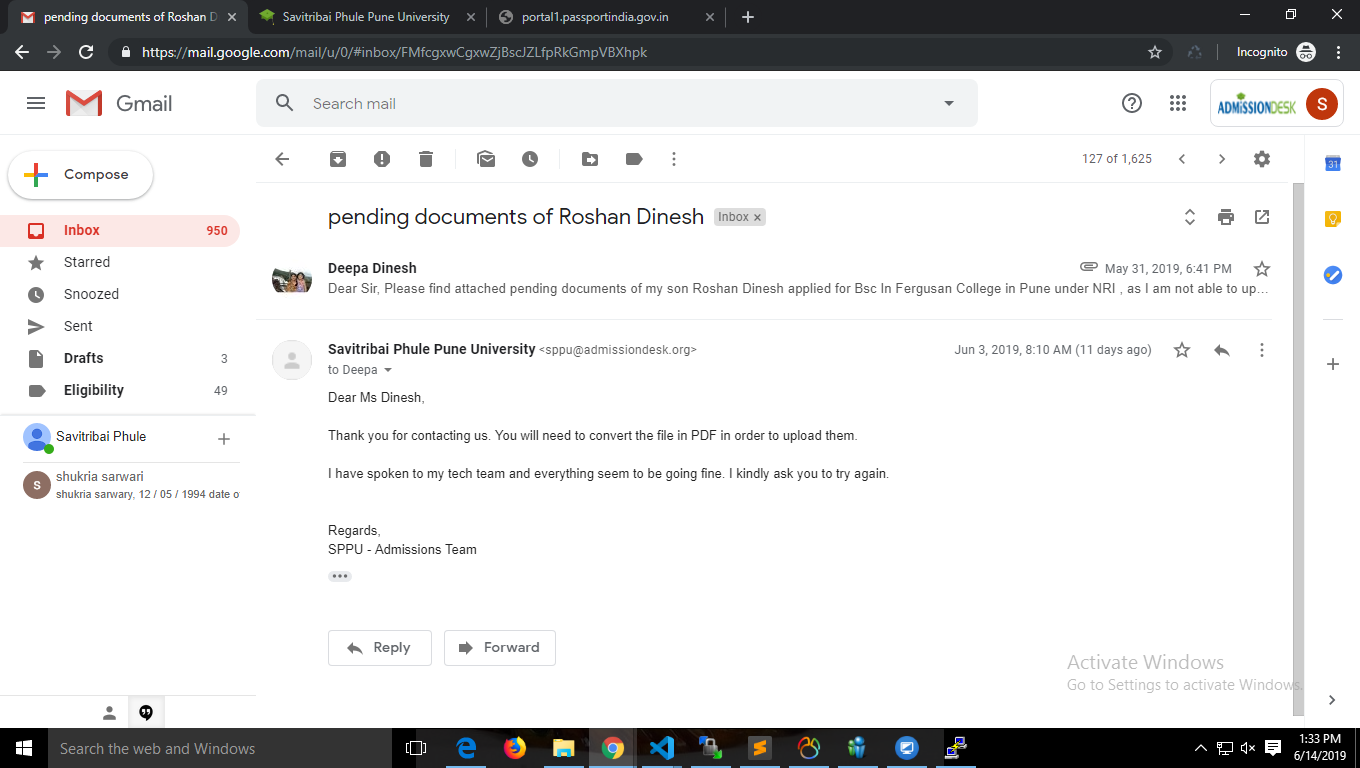 pending documents of Roshan D
Savitribai Phule Pune University
portal1.passportindia.gov.in
https://mail.google.com/mail/u/0/#inbox/FMfcgxwCgxwZjBscJZLfpRkGmpVBXhpk
Incognito
Gmail
Search mail
ADMISSIONDESK
S
Compose
127 of 1,625
31
Inbox 950
Starred
Snoozed
Sent
Drafts 3
Eligibility 49
Savitribai Phule
S
shukria sarwari
shukria sarwary, 12 / 05 / 1994 date o
pending documents of Roshan Dinesh
Inbox x
Deepa Dinesh
May 31, 2019, 6:41 PM
Dear Sir, Please find attached pending documents of my son Roshan Dinesh applied for Bsc In Fergusan College in Pune under NRI , as I am not able to up...
Savitribai Phule Pune University <sppu@admissiondesk.org>
Jun 3, 2019, 8:10 AM (11 days ago)
to Deepa
Dear Ms Dinesh,
Thank you for contacting us. You will need to convert the file in PDF in order to upload them.
I have spoken to my tech team and everything seem to be going fine. I kindly ask you to try again.
Regards,
SPPU - Admissions Team
Reply
Forward
Activate Windows
Go to Settings to activate Windows.
Search the web and Windows
1:33 PM
6/14/2019